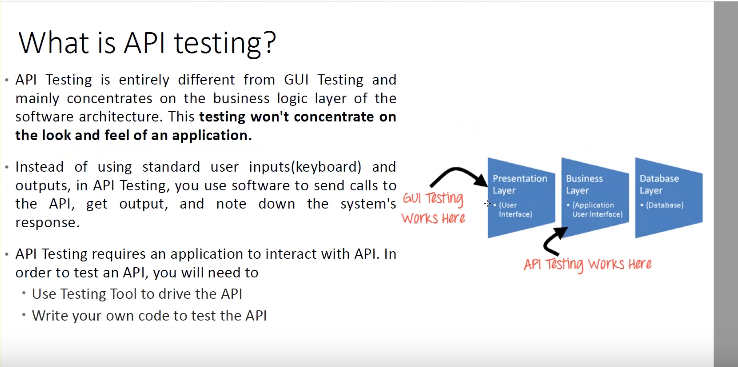 What is API testing?
• API Testing is entirely different from GUI Testing and
mainly concentrates on the business logic layer of the
software architecture. This testing won't concentrate on
the look and feel of an application.
• Instead of using standard user inputs(keyboard) and
outputs, in API Testing, you use software to send calls to
the API, get output, and note down the system's
response.
• API Testing requires an application to interact with API. In
order to test an API, you will need to
• Use Testing Tool to drive the API
• Write your own code to test the API
GUI Testing
Works Here
Presentation
Layer
• (User
Interface)
Business
Layer
• (Application
User Interface)
Database
Layer
• (Database)
API Testing Works Here